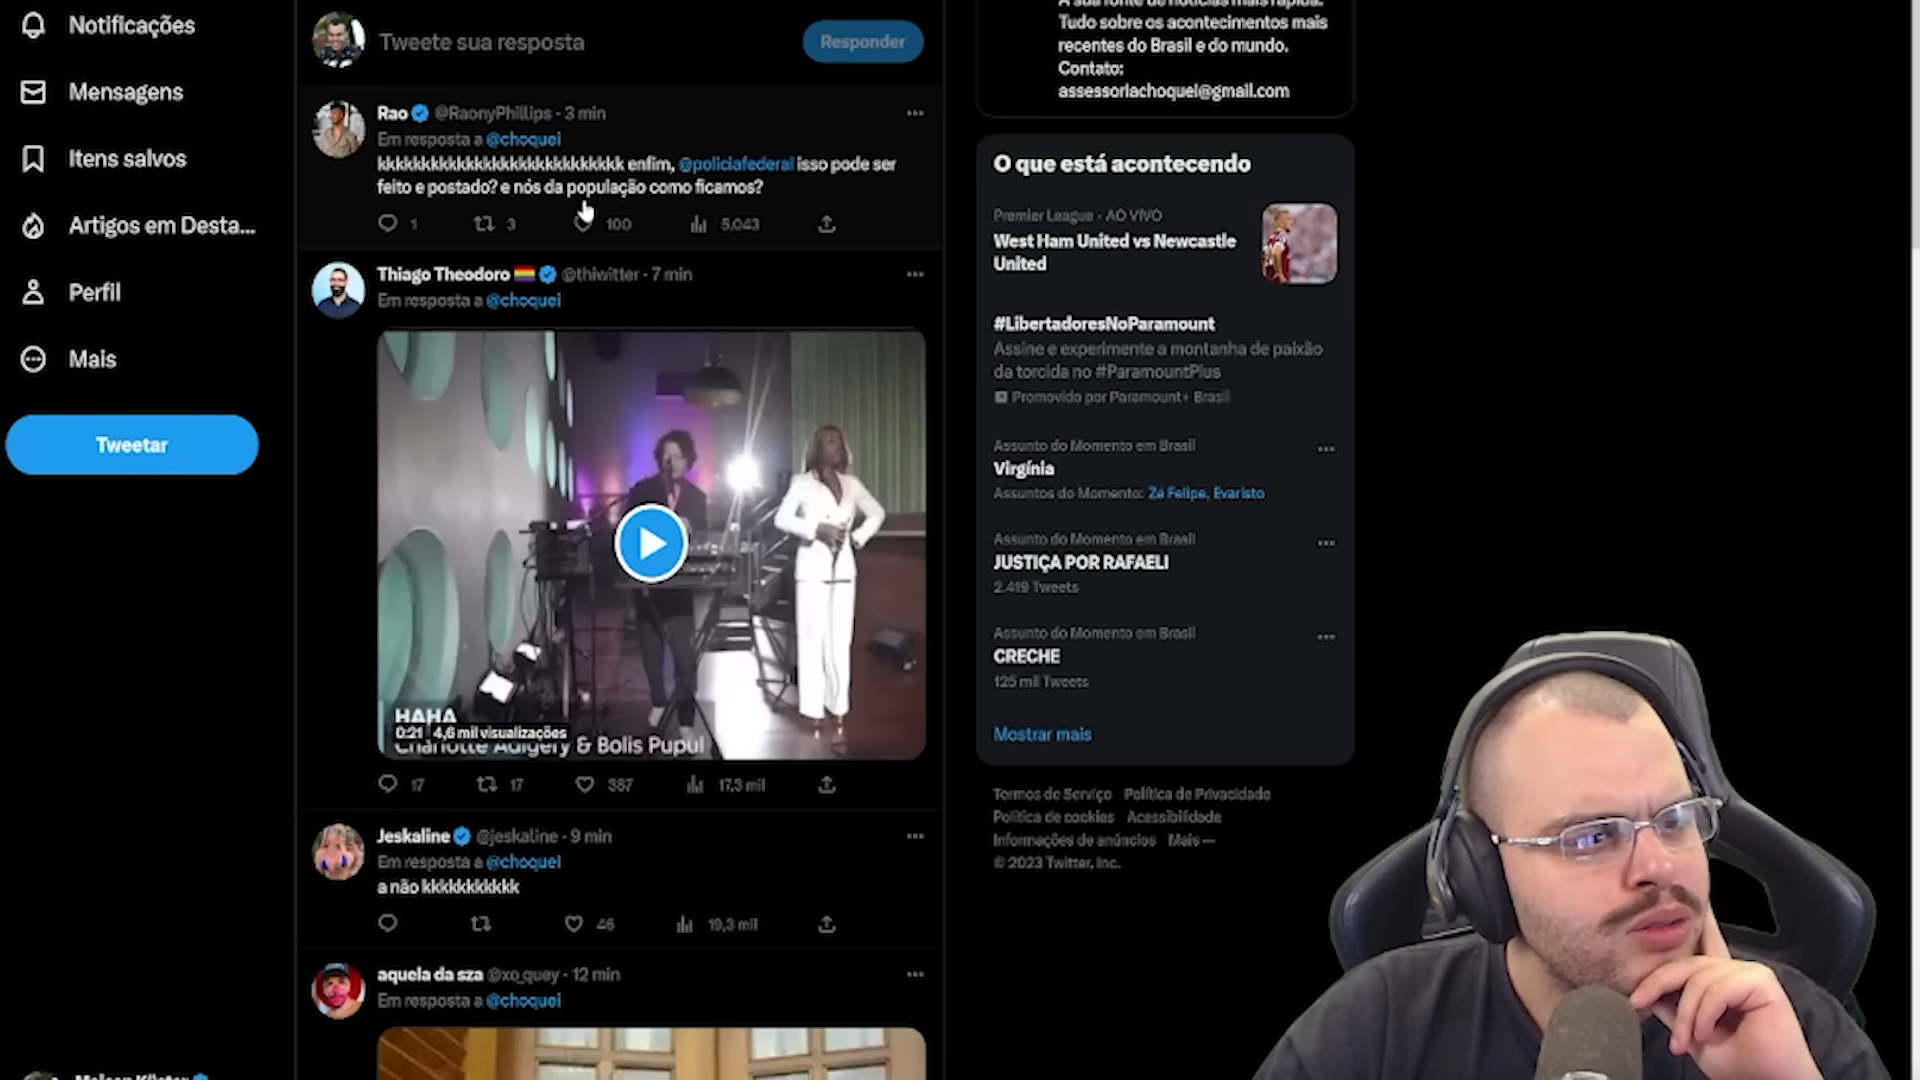 Notificações
Mensagens
Itens salvos
Artigos em Desta...
Perfil
Mais
Tweetar
Tweete sua resposta
Responder
Rao @RaonyPhillips · 3 min
Em resposta a @choquei
kkkkkkkkkkkkkkkkkkkkkkkkkkkk enfim, @policiafederal isso pode ser
feito e postado? e nós da população como ficamos?
1 3 100 5.043
Thiago Theodoro @thiwitter · 7 min
Em resposta a @choquei
HAHA
0:21 4,6 mil visualizações
Charlotte Adigéry & Bolis Pupul
17 17 387 17,3 mil
Jeskaline @jeskaline · 9 min
Em resposta a @choquei
a não kkkkkkkkkkk
46 19,3 mil
aquela da sza @xo_quey · 12 min
Em resposta a @choquei
A sua fonte de notícias mais rápida.
Tudo sobre os acontecimentos mais
recentes do Brasil e do mundo.
Contato:
assessoriachoquei@gmail.com
O que está acontecendo
Premier League · AO VIVO
West Ham United vs Newcastle
United
#LibertadoresNoParamount
Assine e experimente a montanha de paixão
da torcida no #ParamountPlus
Promovido por Paramount+ Brasil
Assunto do Momento em Brasil
Virgínia
Assuntos do Momento: Zé Felipe, Evaristo
Assunto do Momento em Brasil
JUSTIÇA POR RAFAELI
2.419 Tweets
Assunto do Momento em Brasil
CRECHE
125 mil Tweets
Mostrar mais
Termos de Serviço Política de Privacidade
Política de cookies Acessibilidade
Informações de anúncios Mais ···
© 2023 Twitter, Inc.